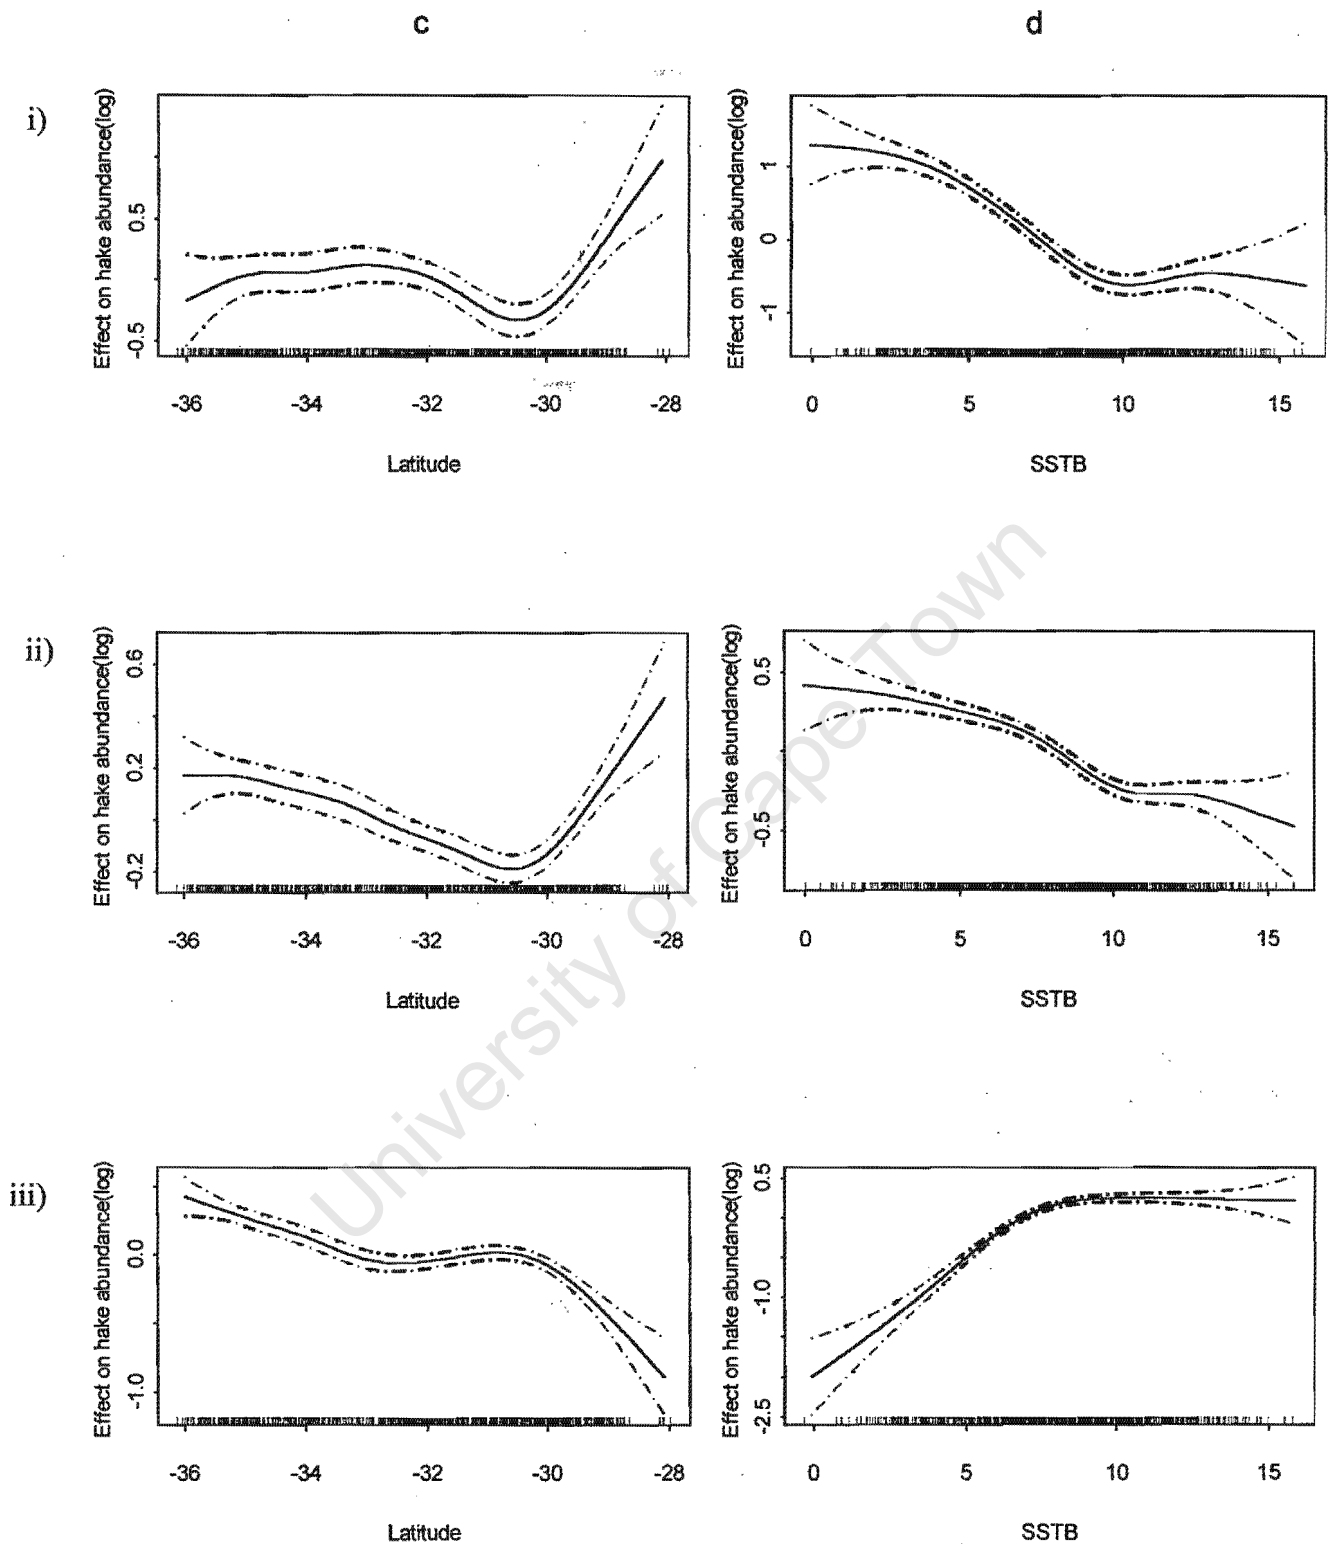 c
d
i)
Effect on hake abundance(log)
0.5
-0.5
-36 -34 -32 -30 -28
Latitude
Effect on hake abundance(log)
1
0
-1
0 5 10 15
SSTB
ii)
Effect on hake abundance(log)
0.6
0.2
-0.2
-36 -34 -32 -30 -28
Latitude
Effect on hake abundance(log)
0.5
-0.5
0 5 10 15
SSTB
iii)
Effect on hake abundance(log)
0.0
-1.0
-36 -34 -32 -30 -28
Latitude
Effect on hake abundance(log)
0.5
-1.0
-2.5
0 5 10 15
SSTB
University of Cape Town